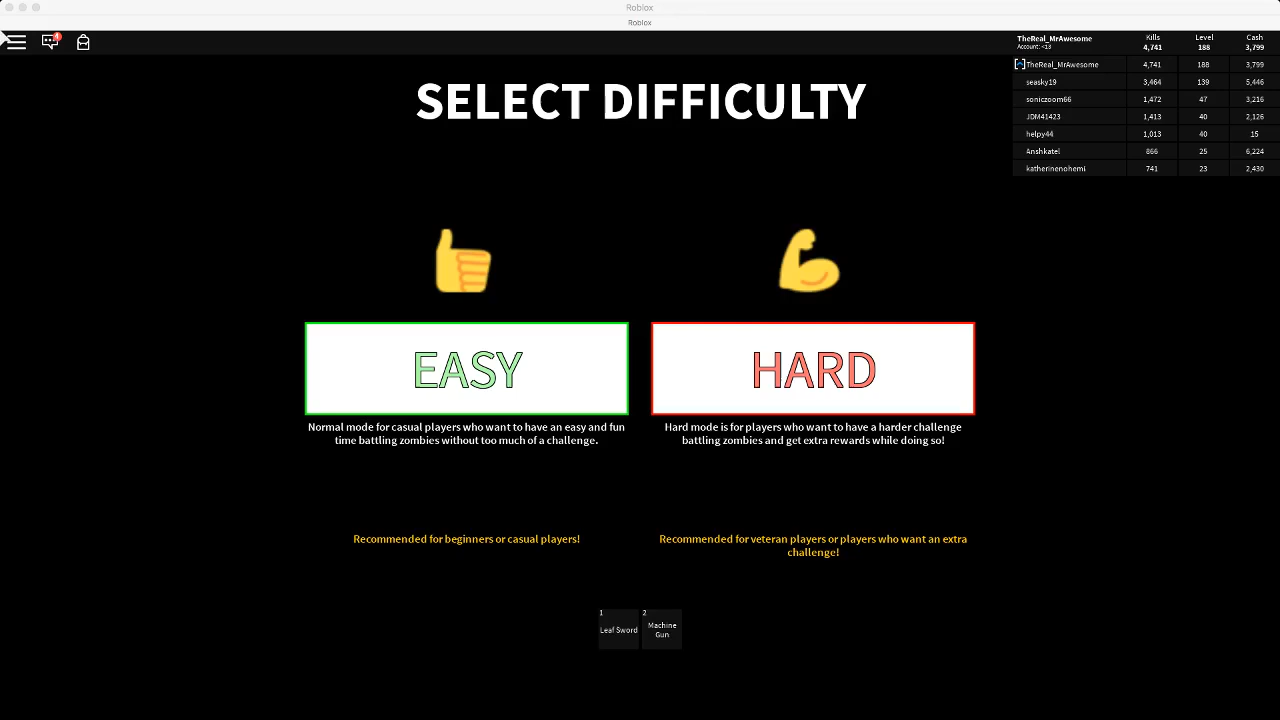 Roblox
Roblox
4
TheReal_MrAwesome
Account: <13
Kills
4,741
Level
188
Cash
3,799
TheReal_MrAwesome 4,741 188 3,799
seasky19 3,464 139 5,446
soniczoom66 1,472 47 3,216
JDM41423 1,413 40 2,126
helpy44 1,013 40 15
Anshkatel 866 25 6,224
katherinenohemi 741 23 2,430
SELECT DIFFICULTY
EASY
Normal mode for casual players who want to have an easy and fun
time battling zombies without too much of a challenge.
Recommended for beginners or casual players!
HARD
Hard mode is for players who want to have a harder challenge
battling zombies and get extra rewards while doing so!
Recommended for veteran players or players who want an extra
challenge!
1
Leaf Sword
2
Machine
Gun